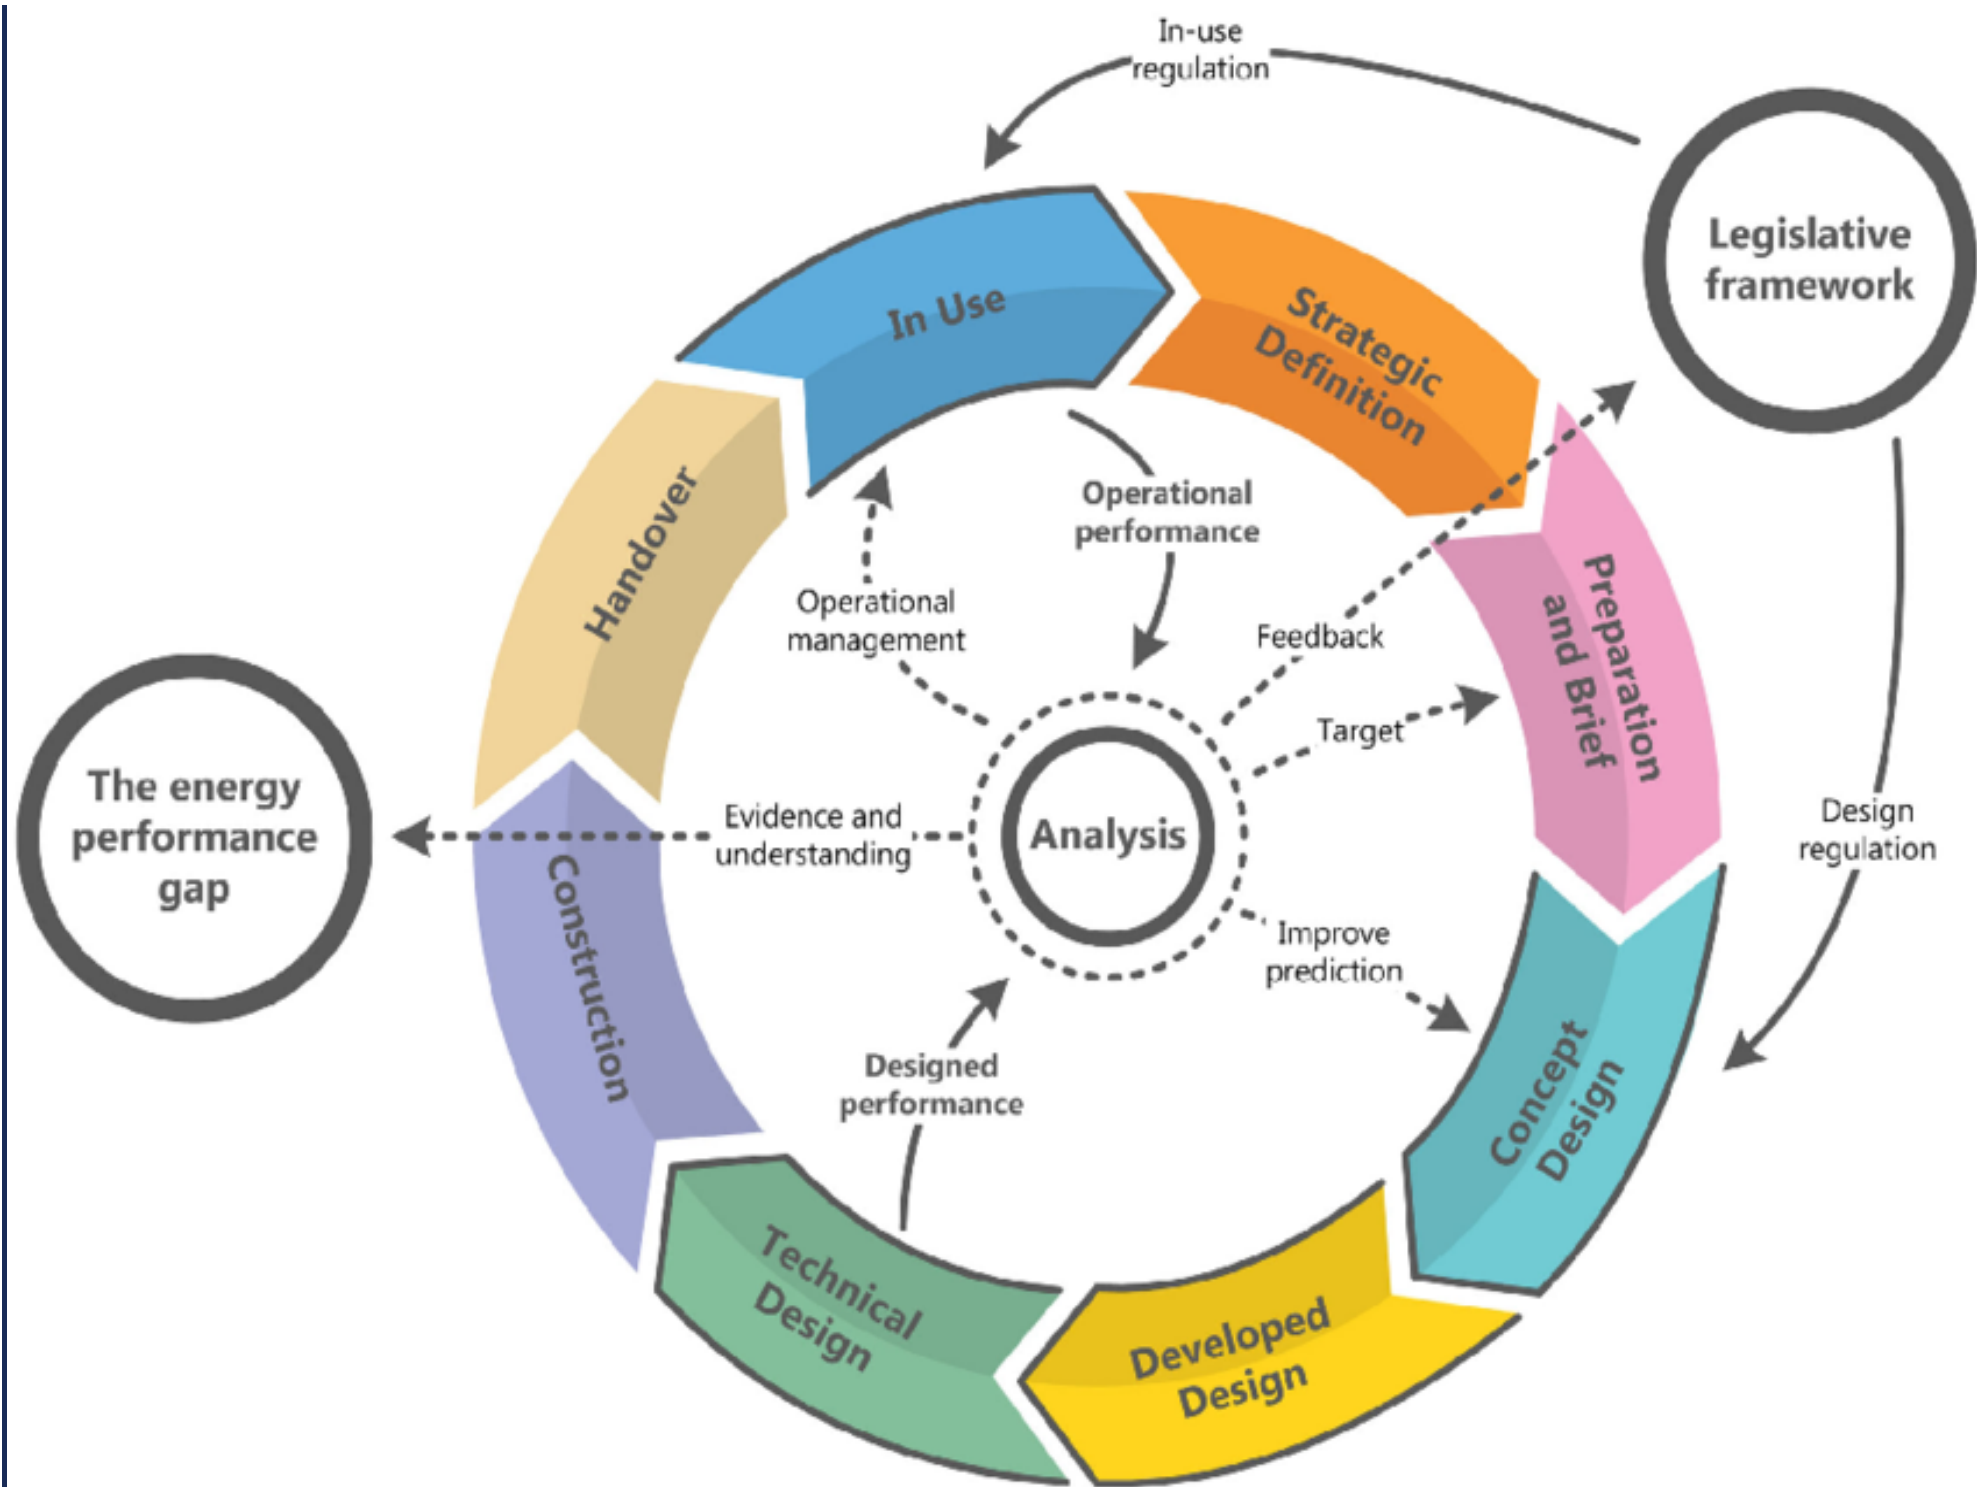 In-use
regulation
Legislative
framework
In Use
Strategic
Definition
Operational
performance
Handover
Operational
management
Feedback
Preparation
and Brief
Target
The energy
performance
gap
Evidence and
understanding
Analysis
Design
regulation
Construction
Improve
prediction
Designed
performance
Concept
Design
Technical
Design
Developed
Design